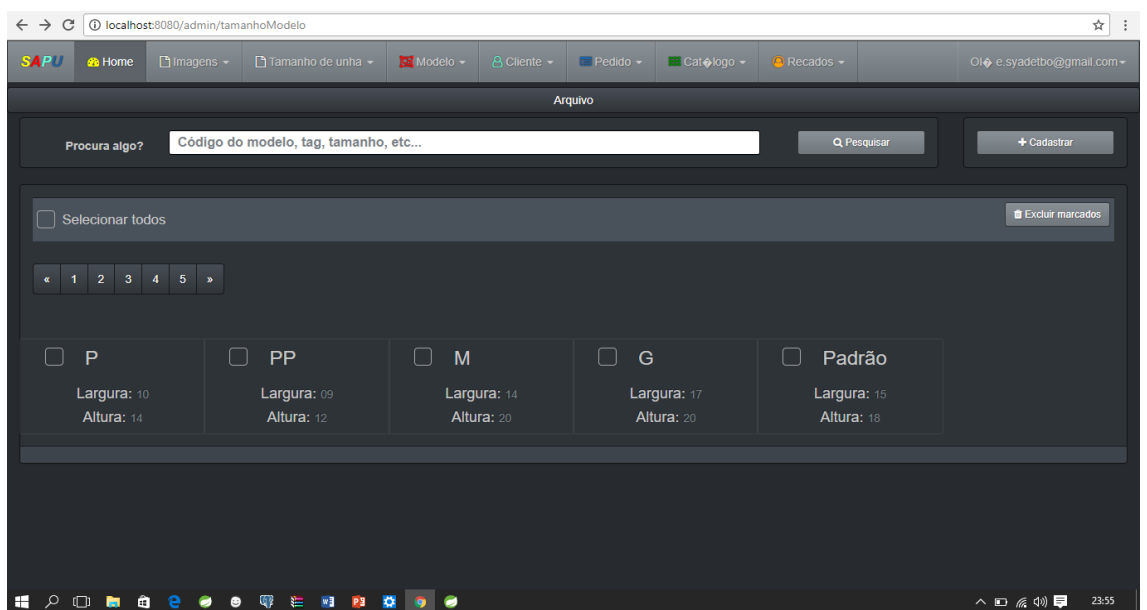 localhost:8080/admin/tamanhoModelo
SAPU Home Imagens Tamanho de unha Modelo Cliente Pedido Cat�logo Recados Ol� e.syadetbo@gmail.com
Arquivo
Procura algo? Código do modelo, tag, tamanho, etc... Pesquisar + Cadastrar
Selecionar todos Excluir marcados
« 1 2 3 4 5 »
P PP M G Padrão
Largura: 10 Largura: 09 Largura: 14 Largura: 17 Largura: 15
Altura: 14 Altura: 12 Altura: 20 Altura: 20 Altura: 18
23:55